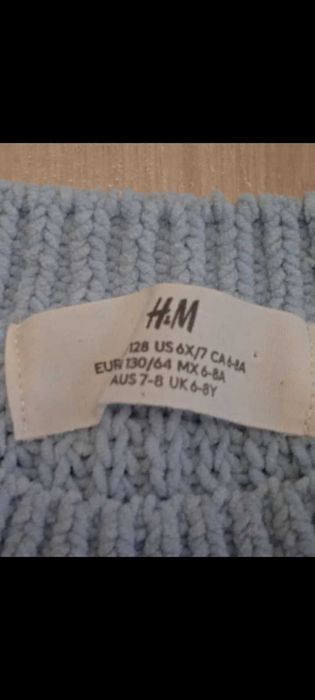 H&M
128 US 6X/7 CA 6-8A
EUR 130/64 MX 6-8A
AUS 7-8 UK 6-8Y